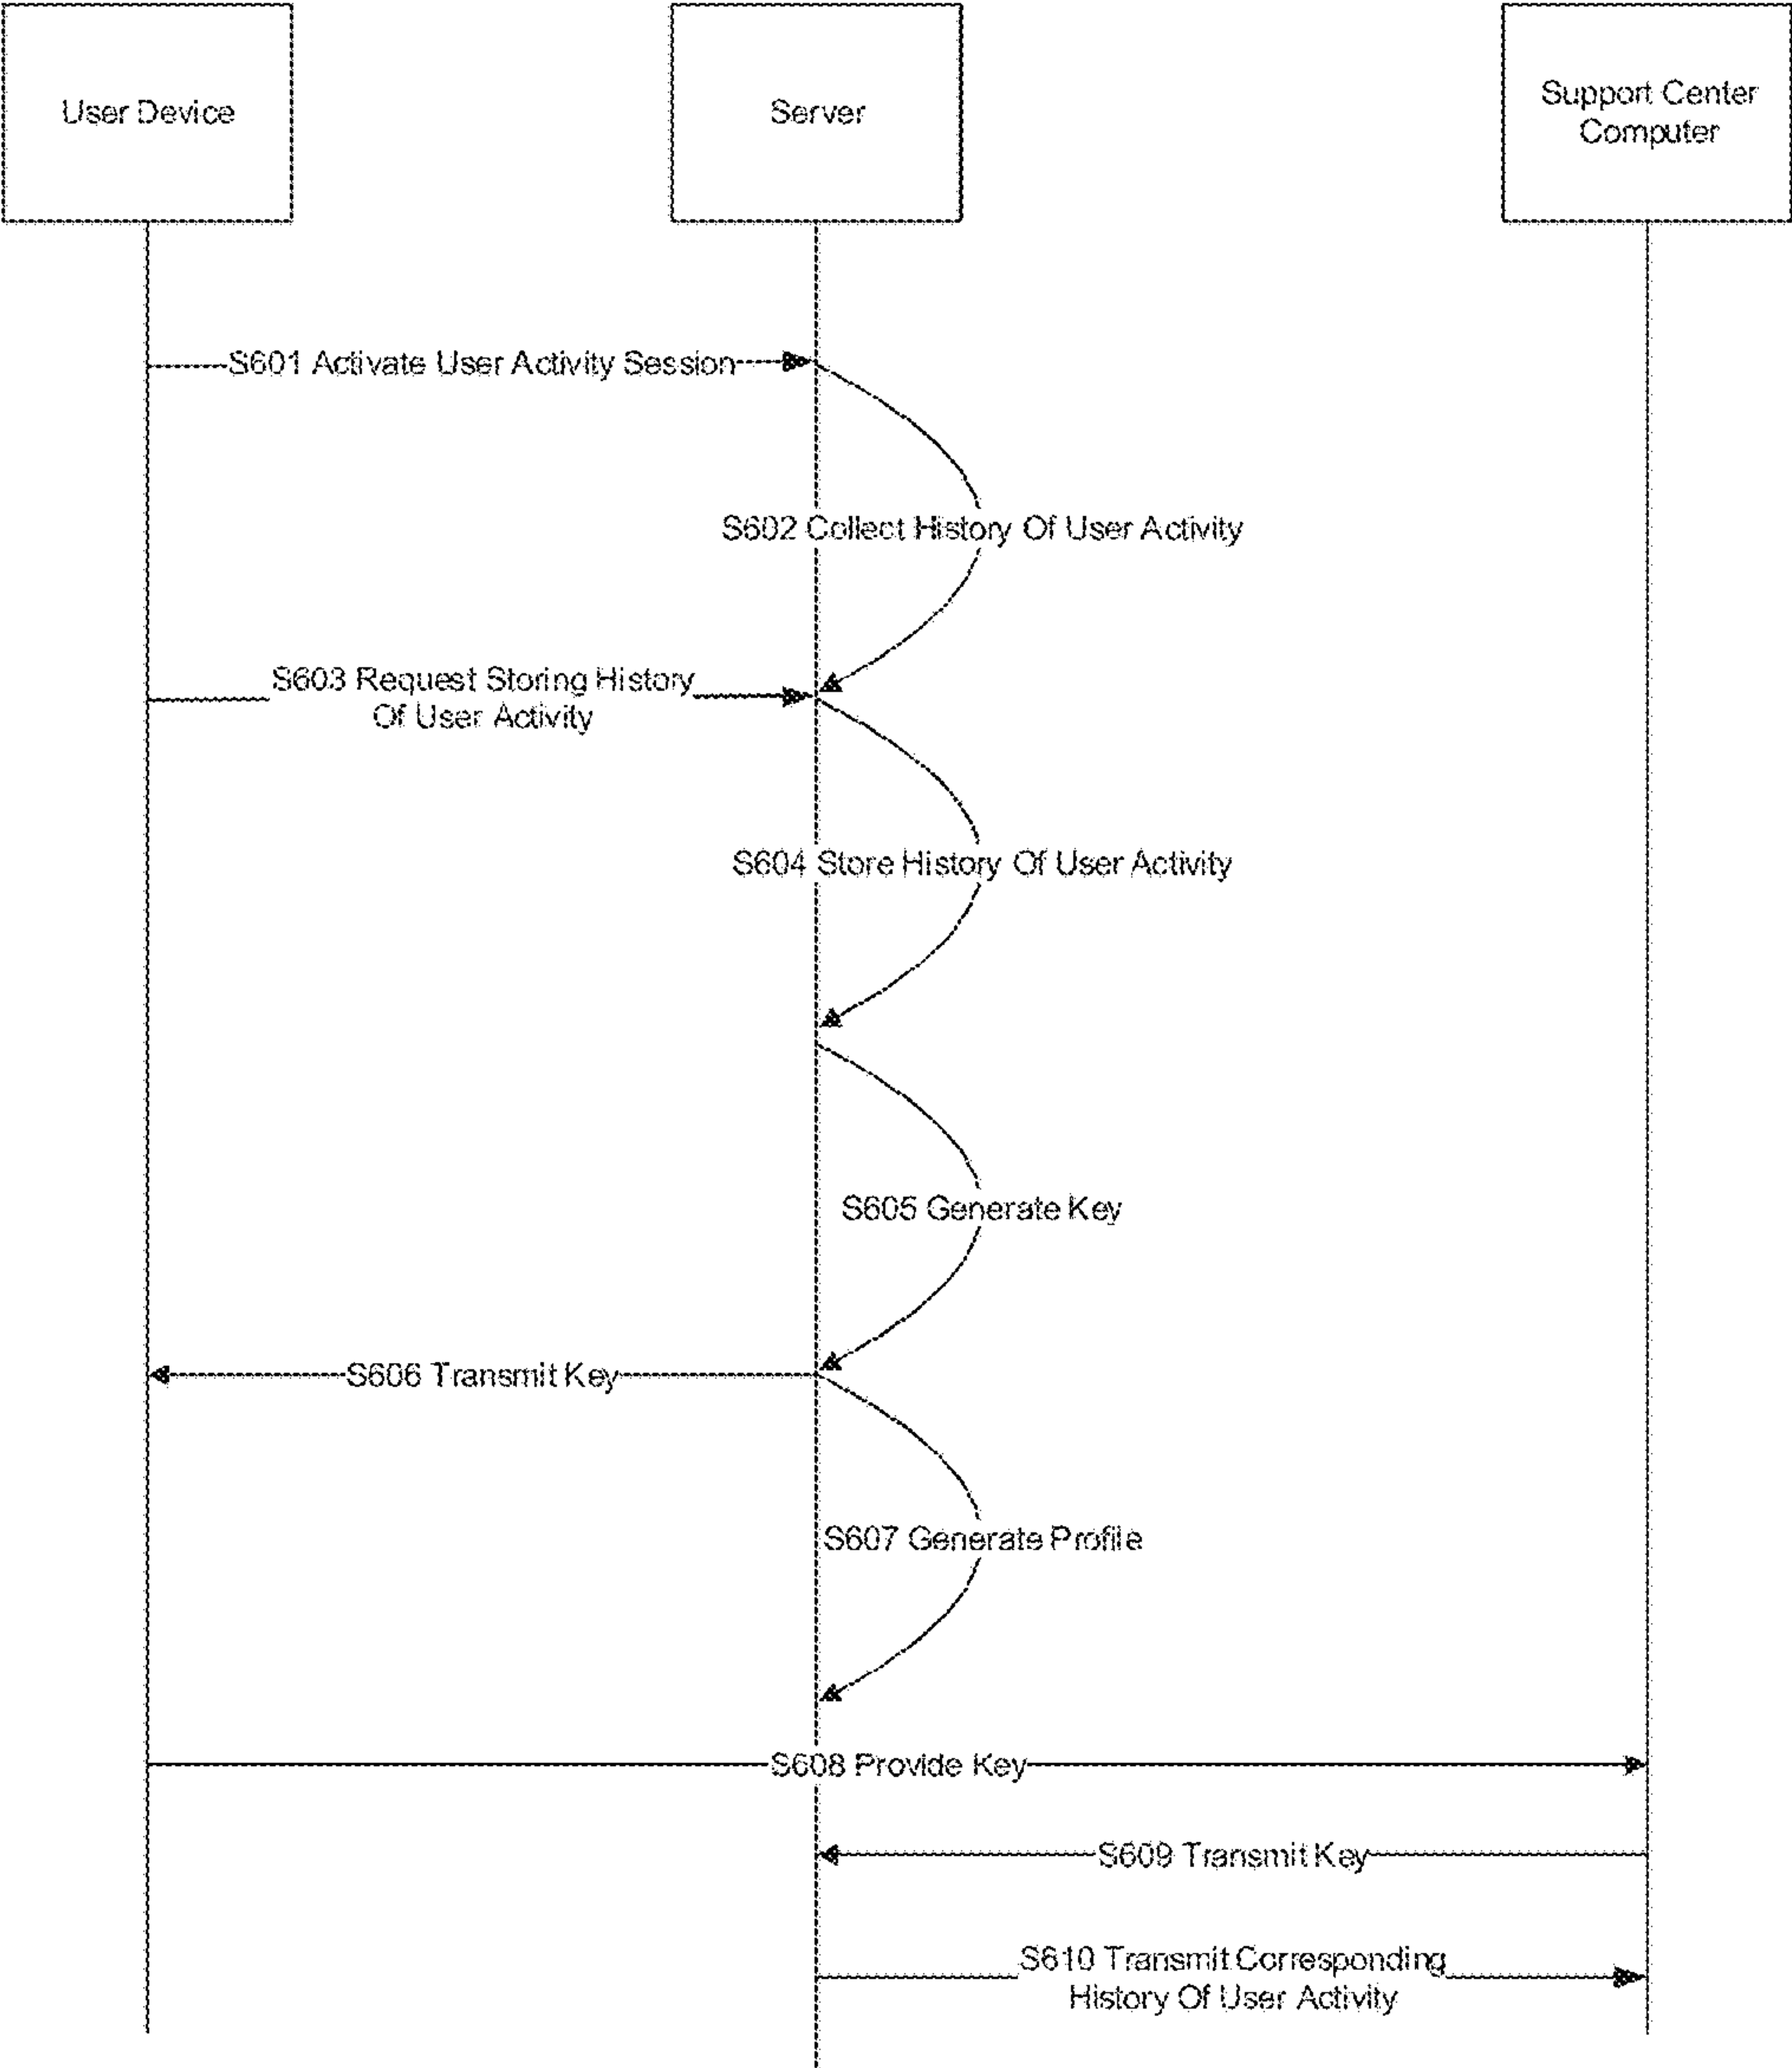 User Device
Server
Support Center
Computer
S601 Activate User Activity Session
S602 Collect History Of User Activity
S603 Request Storing History
Of User Activity
S604 Store History Of User Activity
S605 Generate Key
S606 Transmit Key
S607 Generate Profile
S608 Provide Key
S609 Transmit Key
S610 Transmit Corresponding
History Of User Activity